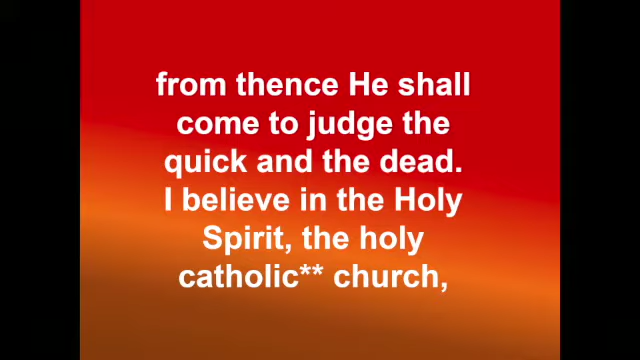 from thence He shall
come to judge the
quick and the dead.
I believe in the Holy
Spirit, the holy
catholic** church,